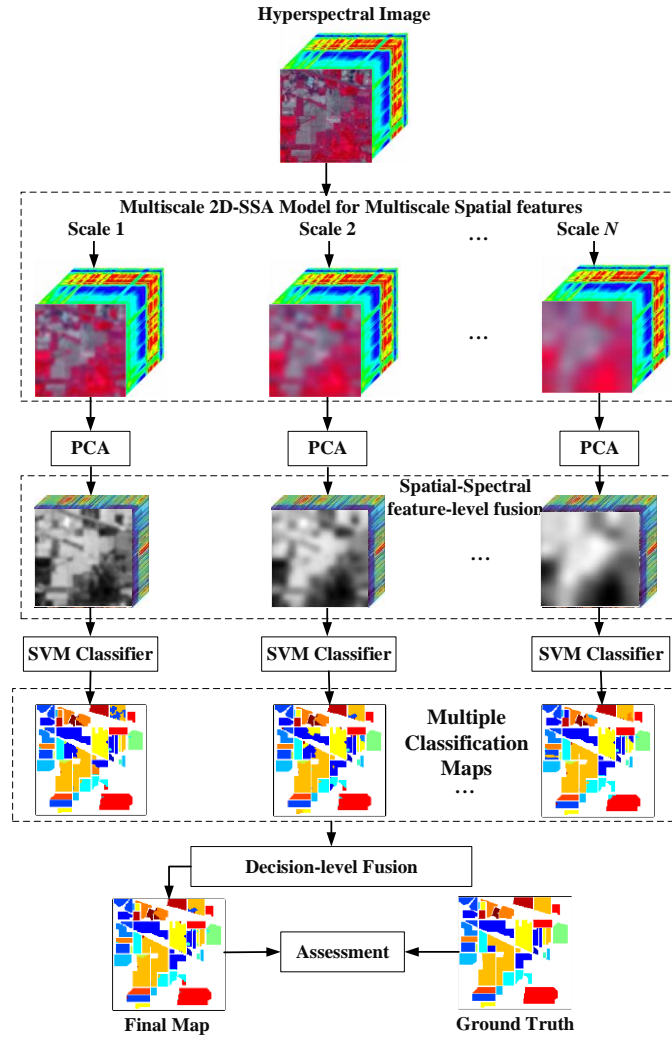 Hyperspectral Image
Multiscale 2D-SSA Model for Multiscale Spatial features
Scale 1
Scale 2
...
Scale N
...
PCA
PCA
PCA
Spatial-Spectral
feature-level fusion
...
SVM Classifier
SVM Classifier
SVM Classifier
Multiple
Classification
Maps
...
Decision-level Fusion
Assessment
Final Map
Ground Truth